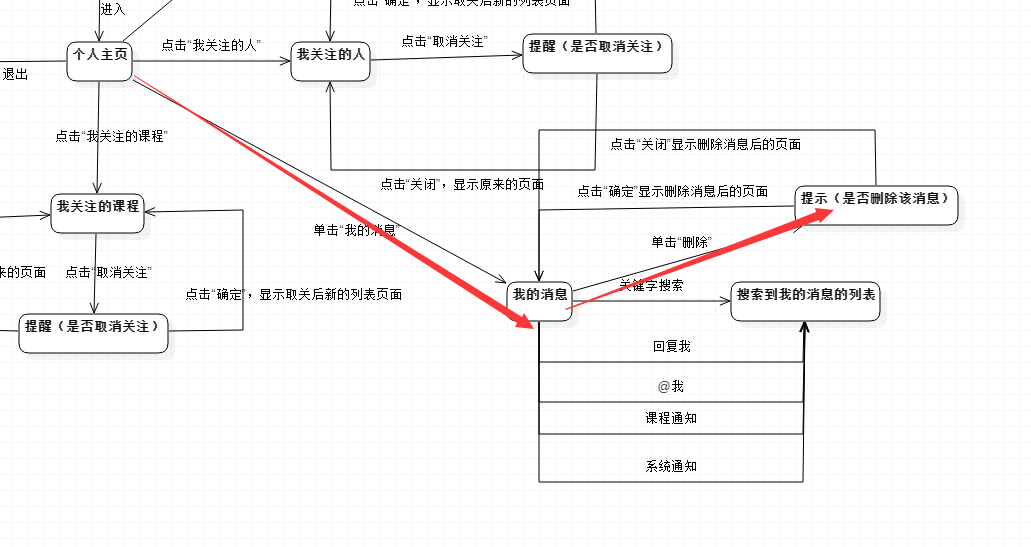 进入
点击“确定”，显示取关后新的列表页面
个人主页
点击“我关注的人”
我关注的人
点击“取消关注”
提醒（是否取消关注）
退出
点击“我关注的课程”
点击“关闭”显示删除消息后的页面
点击“关闭”，显示原来的页面
点击“确定”显示删除消息后的页面
提示（是否删除该消息）
我关注的课程
单击“我的消息”
单击“删除”
来的页面
点击“取消关注”
关键字搜索
点击“确定”，显示取关后新的列表页面
我的消息
搜索到我的消息的列表
提醒（是否取消关注）
回复我
@我
课程通知
系统通知